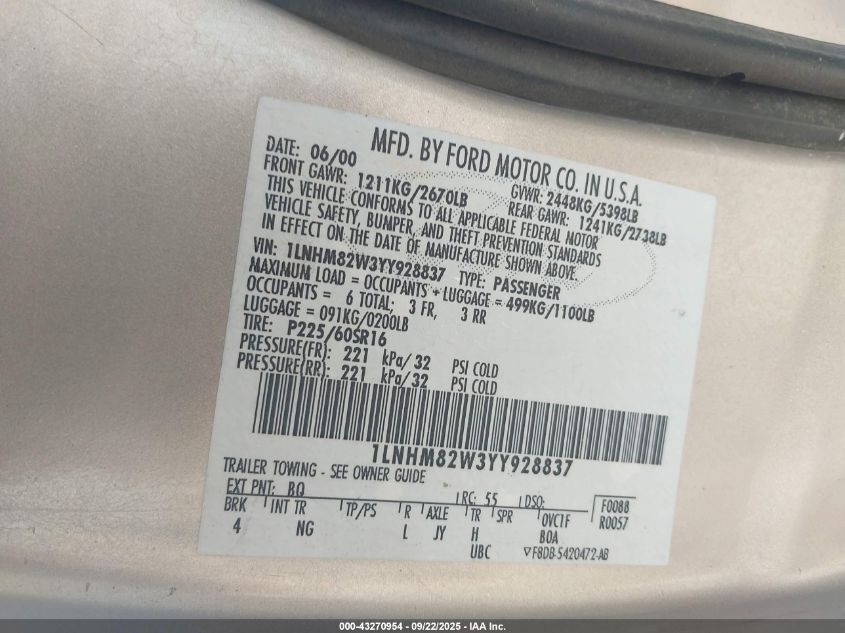 MFD. BY FORD MOTOR CO. IN U.S.A.
DATE: 06/00 GVWR: 2448KG/5398LB
FRONT GAWR: 1211KG/2670LB REAR GAWR: 1241KG/2738LB
THIS VEHICLE CONFORMS TO ALL APPLICABLE FEDERAL MOTOR
VEHICLE SAFETY, BUMPER, AND THEFT PREVENTION STANDARDS
IN EFFECT ON THE DATE OF MANUFACTURE SHOWN ABOVE.
VIN: 1LNHM82W3YY928837 TYPE: PASSENGER
MAXIMUM LOAD = OCCUPANTS + LUGGAGE = 499KG/1100LB
OCCUPANTS = 6 TOTAL, 3 FR, 3 RR
LUGGAGE = 091KG/0200LB
TIRE: P225/60SR16
PRESSURE(FR): 221 kPa/32 PSI COLD
PRESSURE(RR): 221 kPa/32 PSI COLD
1LNHM82W3YY928837
TRAILER TOWING - SEE OWNER GUIDE
EXT PNT: BQ RC: 55 DSO: F0088
BRK INT TR TP/PS R AXLE TR SPR OVC1F R0057
4 NG L JY H BOA
UBC ▽F8DB-5420472-AB
000-43270954 - 09/22/2025 - IAA Inc.